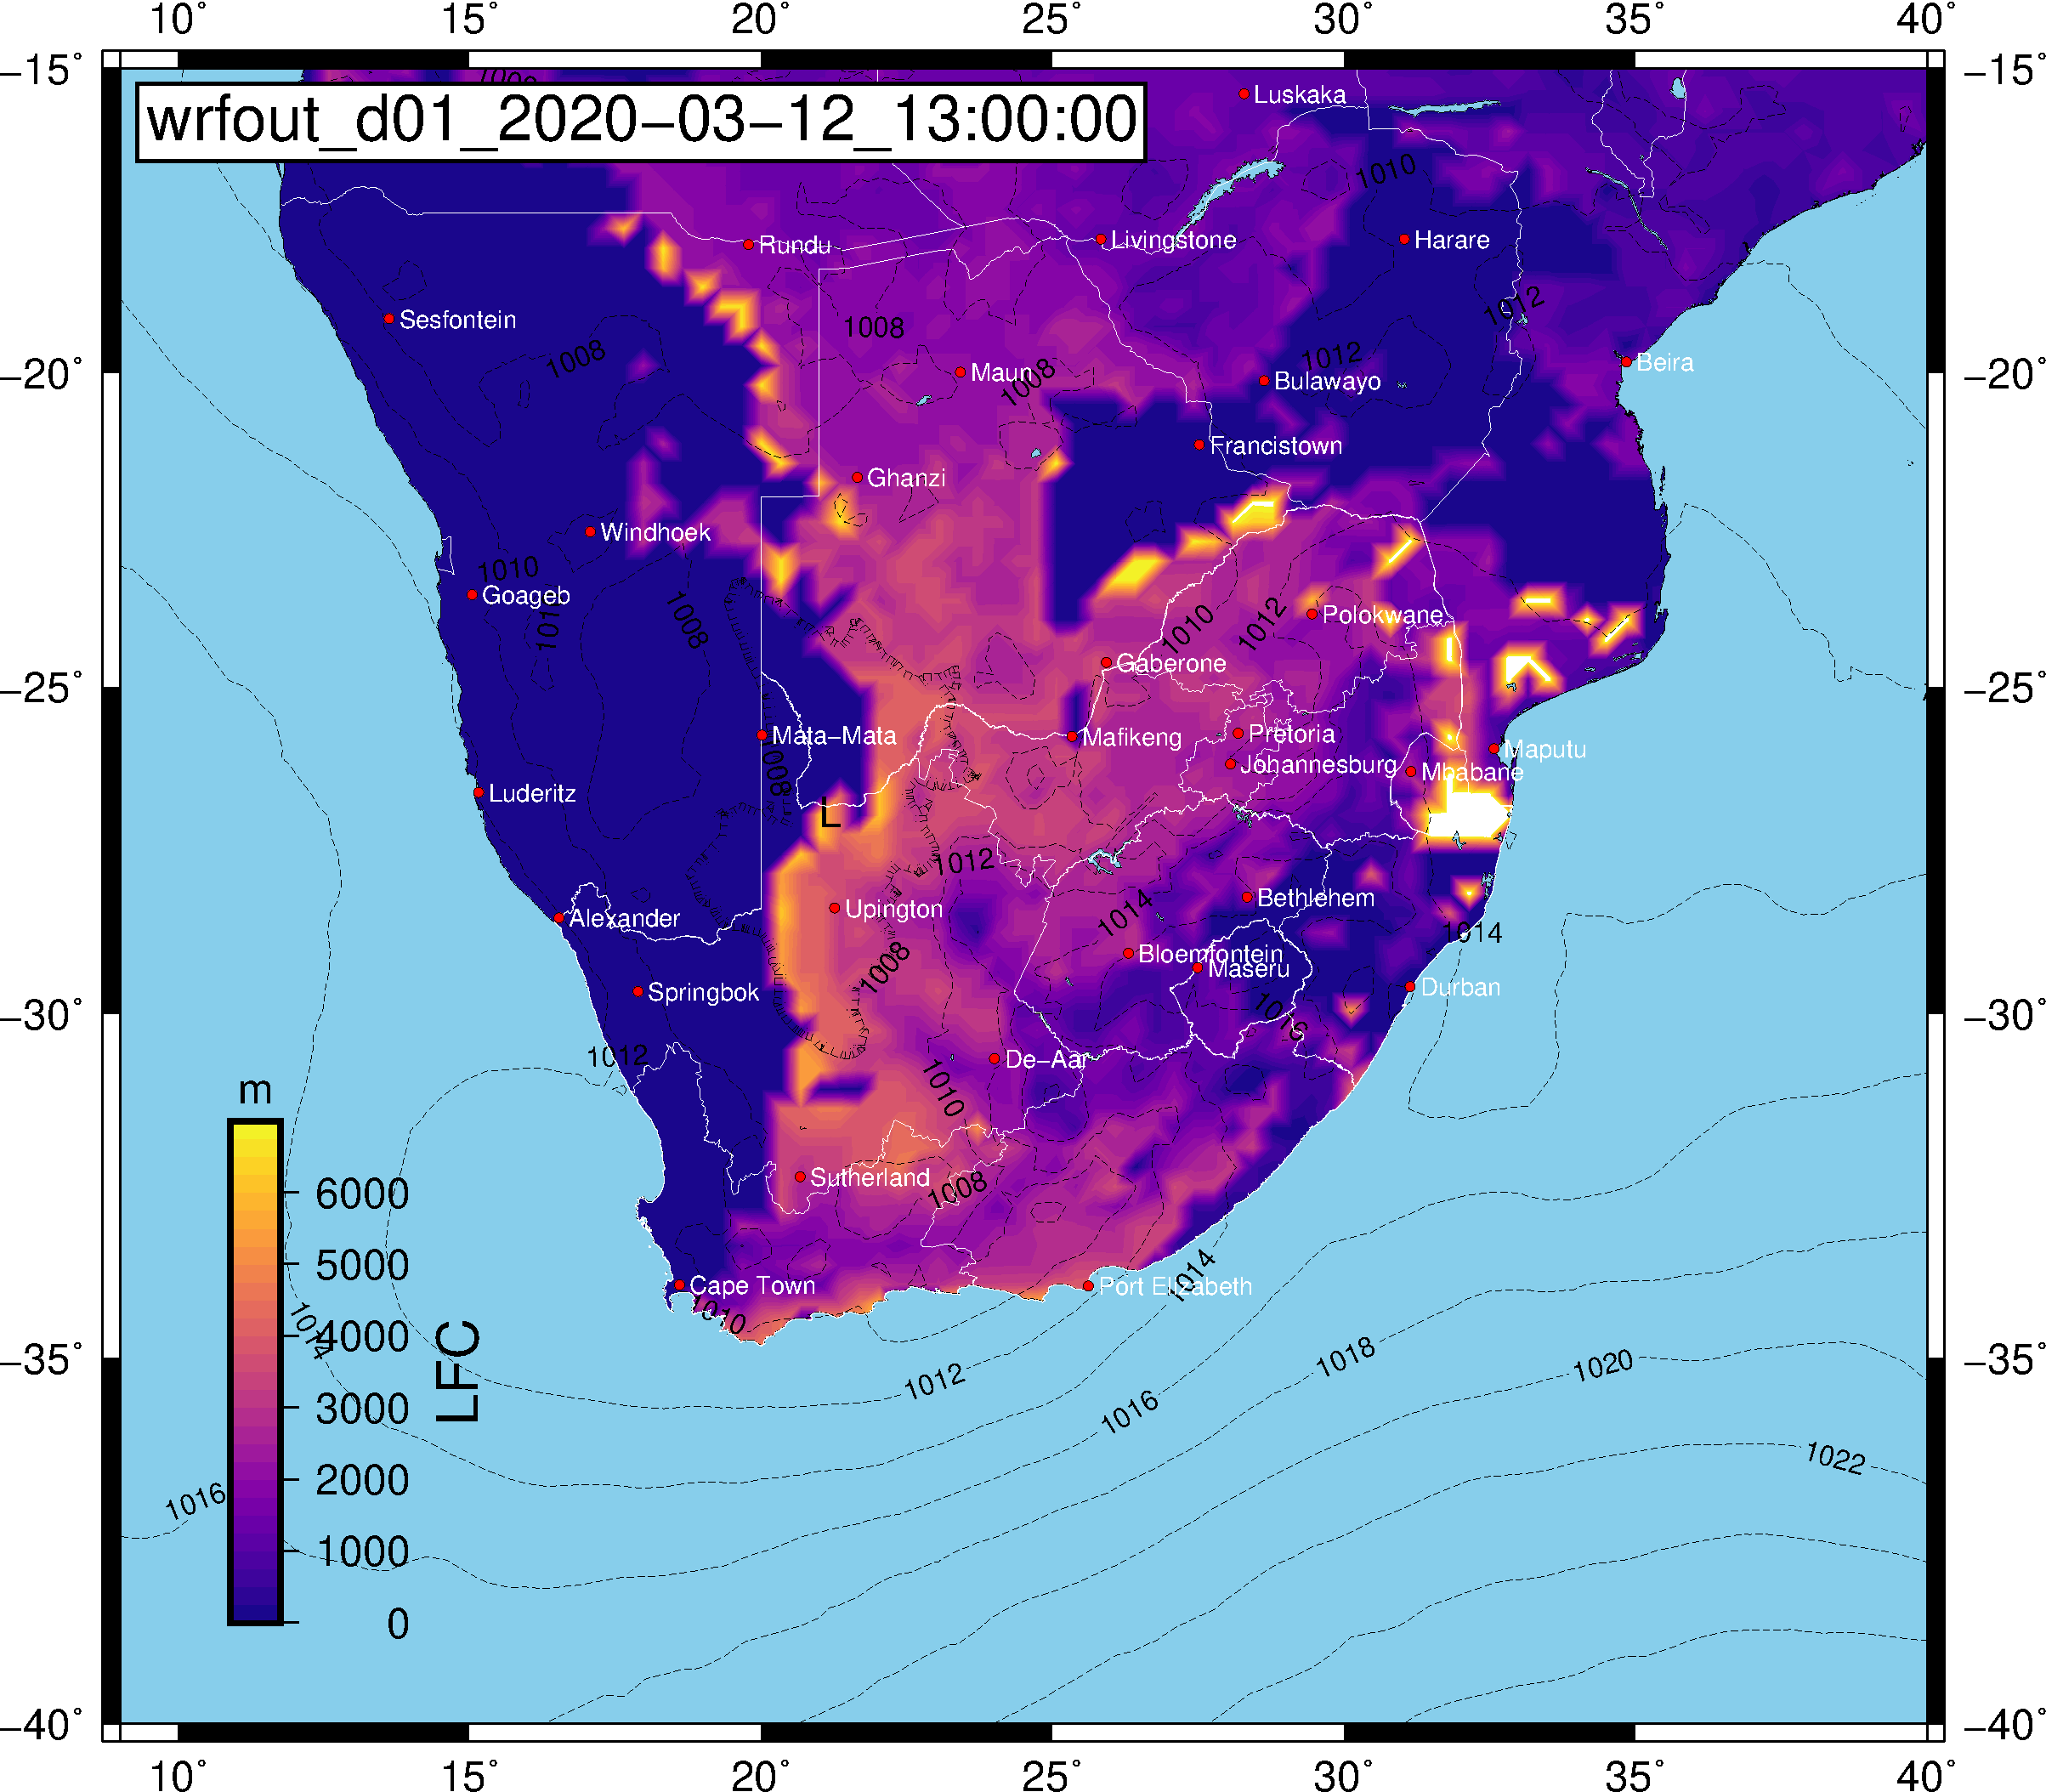 10° 15° 20° 25° 30° 35° 40°
−15° −15°
wrfout_d01_2020−03−12_13:00:00
Luskaka
1010
Rundu
Livingstone
Harare
Sesfontein
1008
1012
1008
1012
Beira
Maun
1008
Bulawayo
Francistown
−20° −20°
Ghanzi
Windhoek
1010
Goageb
1008
1010
1012
Polokwane
Gaberone
−25° −25°
Mata−Mata
Mafikeng
Pretoria
Maputu
Johannesburg
Mbabane
1008
Luderitz
L
1012
Bethlehem
Upington
Alexander
1014
1014
Bloemfontein
Maseru
1008
Durban
Springbok
1016
−30° −30°
1012
De−Aar
1010
m
Sutherland
1008
6000
5000
4000
3000
2000
1000
0
LFC
Cape Town
Port Elizabeth
1014
1010
1014
−35° −35°
1012
1018
1020
1016
1022
1016
−40° −40°
10° 15° 20° 25° 30° 35° 40°